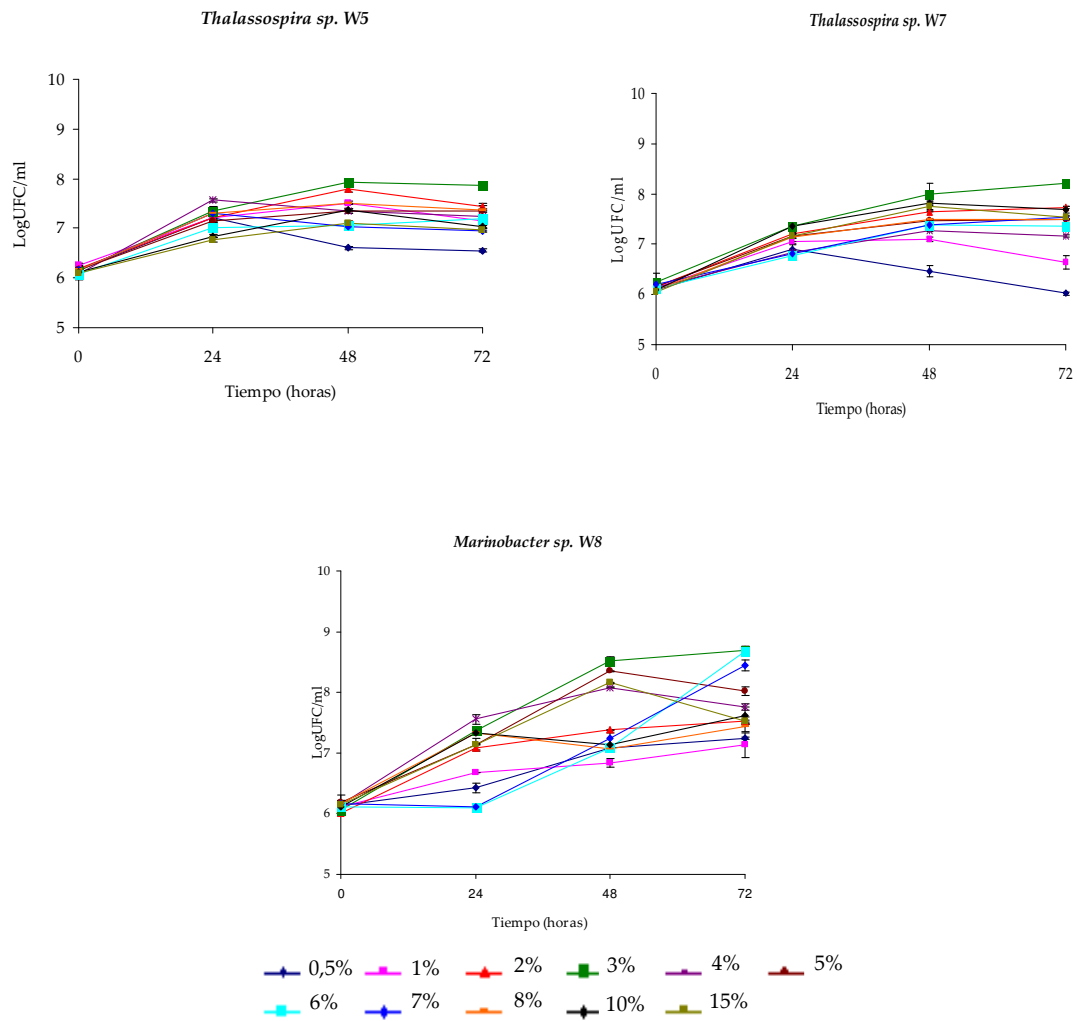 Thalassospira sp. W5
10
9
8
7
6
5
LogUFC/ml
0
24
48
72
Tiempo (horas)
Thalassospira sp. W7
10
9
8
7
6
5
LogUFC/ml
0
24
48
72
Tiempo (horas)
Marinobacter sp. W8
10
9
8
7
6
5
LogUFC/ml
0
24
48
72
Tiempo (horas)
0,5% 1% 2% 3% 4% 5%
6% 7% 8% 10% 15%